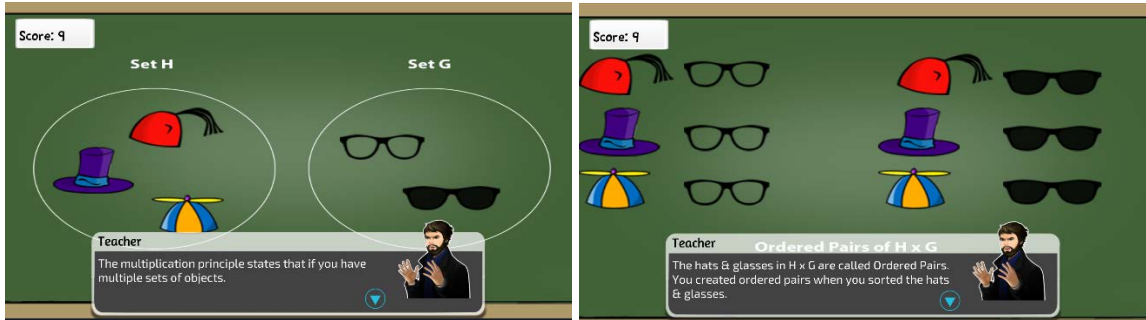 Score: 9
Set H
Set G
Teacher
The multiplication principle states that if you have
multiple sets of objects.
Score: 9
Teacher
Ordered Pairs of H x G
The hats & glasses in H x G are called Ordered Pairs.
You created ordered pairs when you sorted the hats
& glasses.